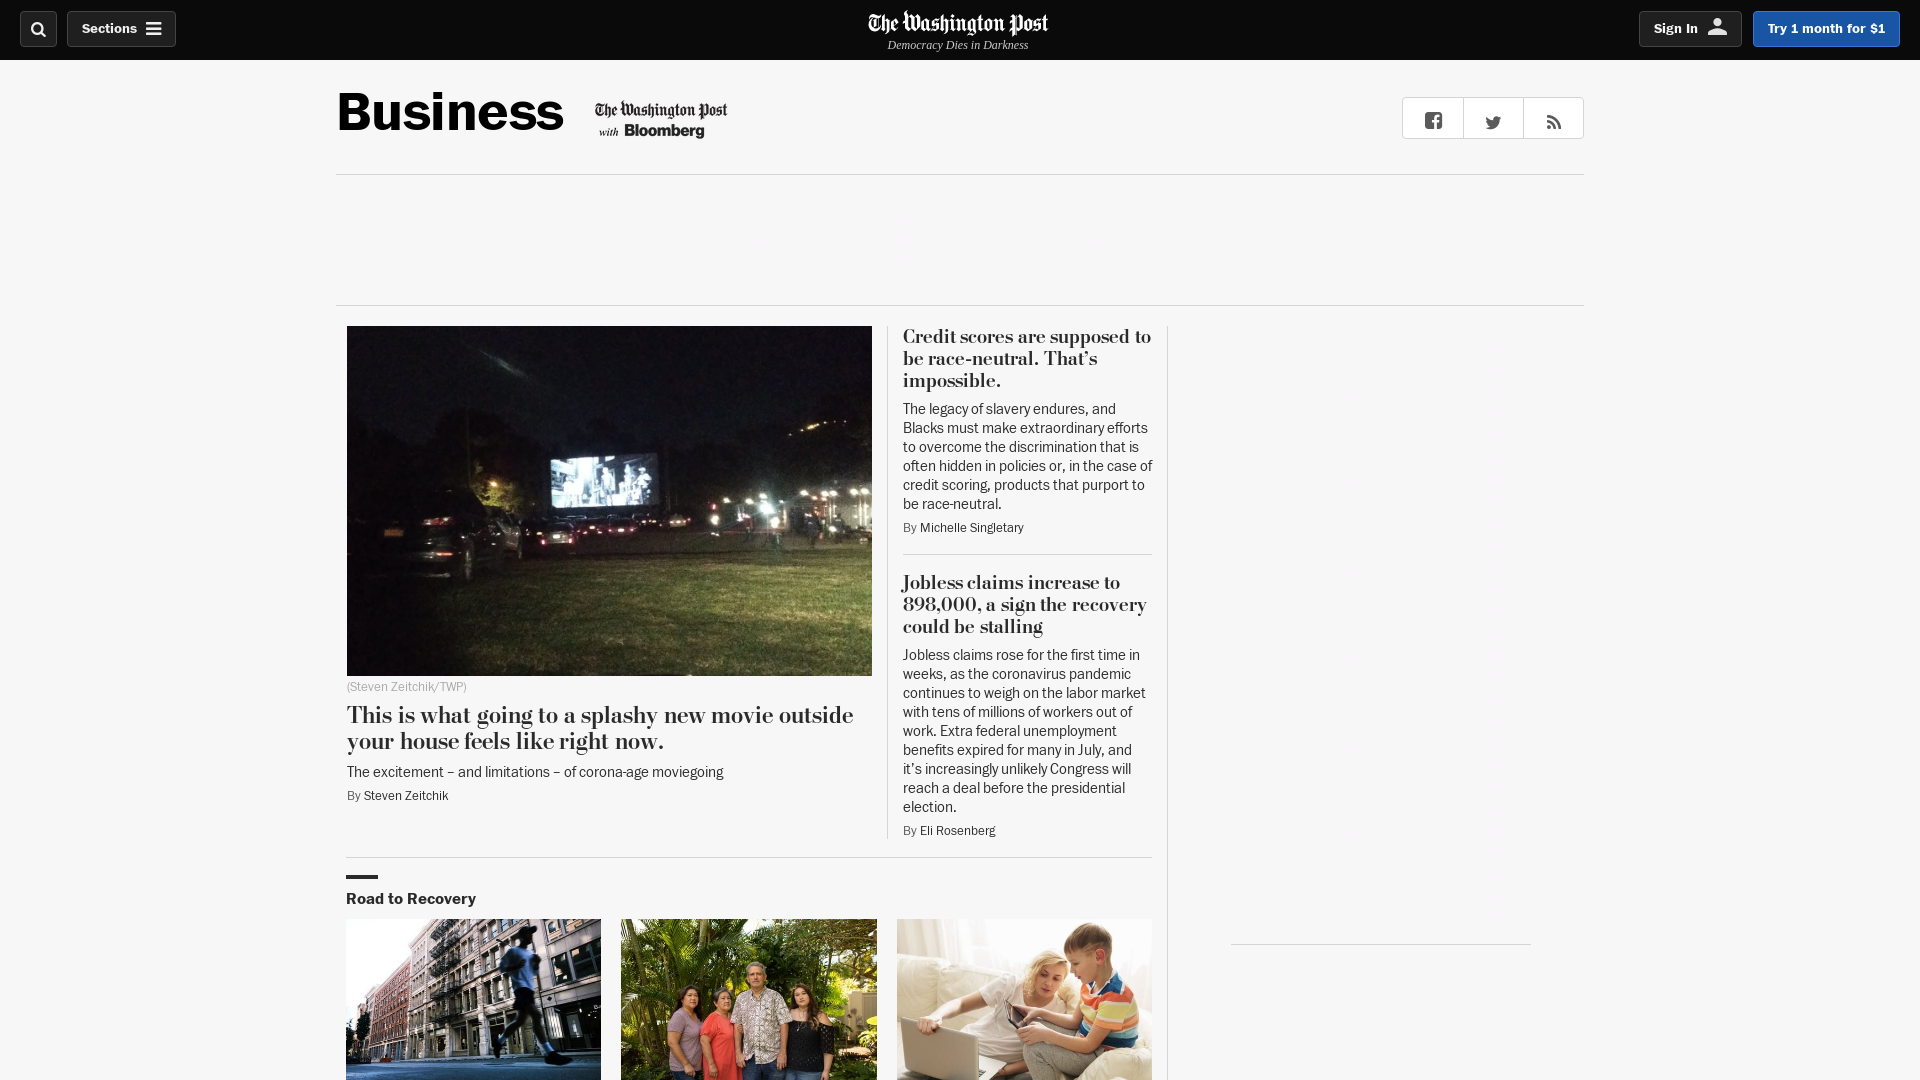 Sections
The Washington Post
Democracy Dies in Darkness
Sign In
Try 1 month for $1
Business
The Washington Post
with Bloomberg
(Steven Zeitchik/TWP)
This is what going to a splashy new movie outside
your house feels like right now.
The excitement – and limitations – of corona-age moviegoing
By Steven Zeitchik
Credit scores are supposed to
be race-neutral. That’s
impossible.
The legacy of slavery endures, and
Blacks must make extraordinary efforts
to overcome the discrimination that is
often hidden in policies or, in the case of
credit scoring, products that purport to
be race-neutral.
By Michelle Singletary
Jobless claims increase to
898,000, a sign the recovery
could be stalling
Jobless claims rose for the first time in
weeks, as the coronavirus pandemic
continues to weigh on the labor market
with tens of millions of workers out of
work. Extra federal unemployment
benefits expired for many in July, and
it’s increasingly unlikely Congress will
reach a deal before the presidential
election.
By Eli Rosenberg
Road to Recovery